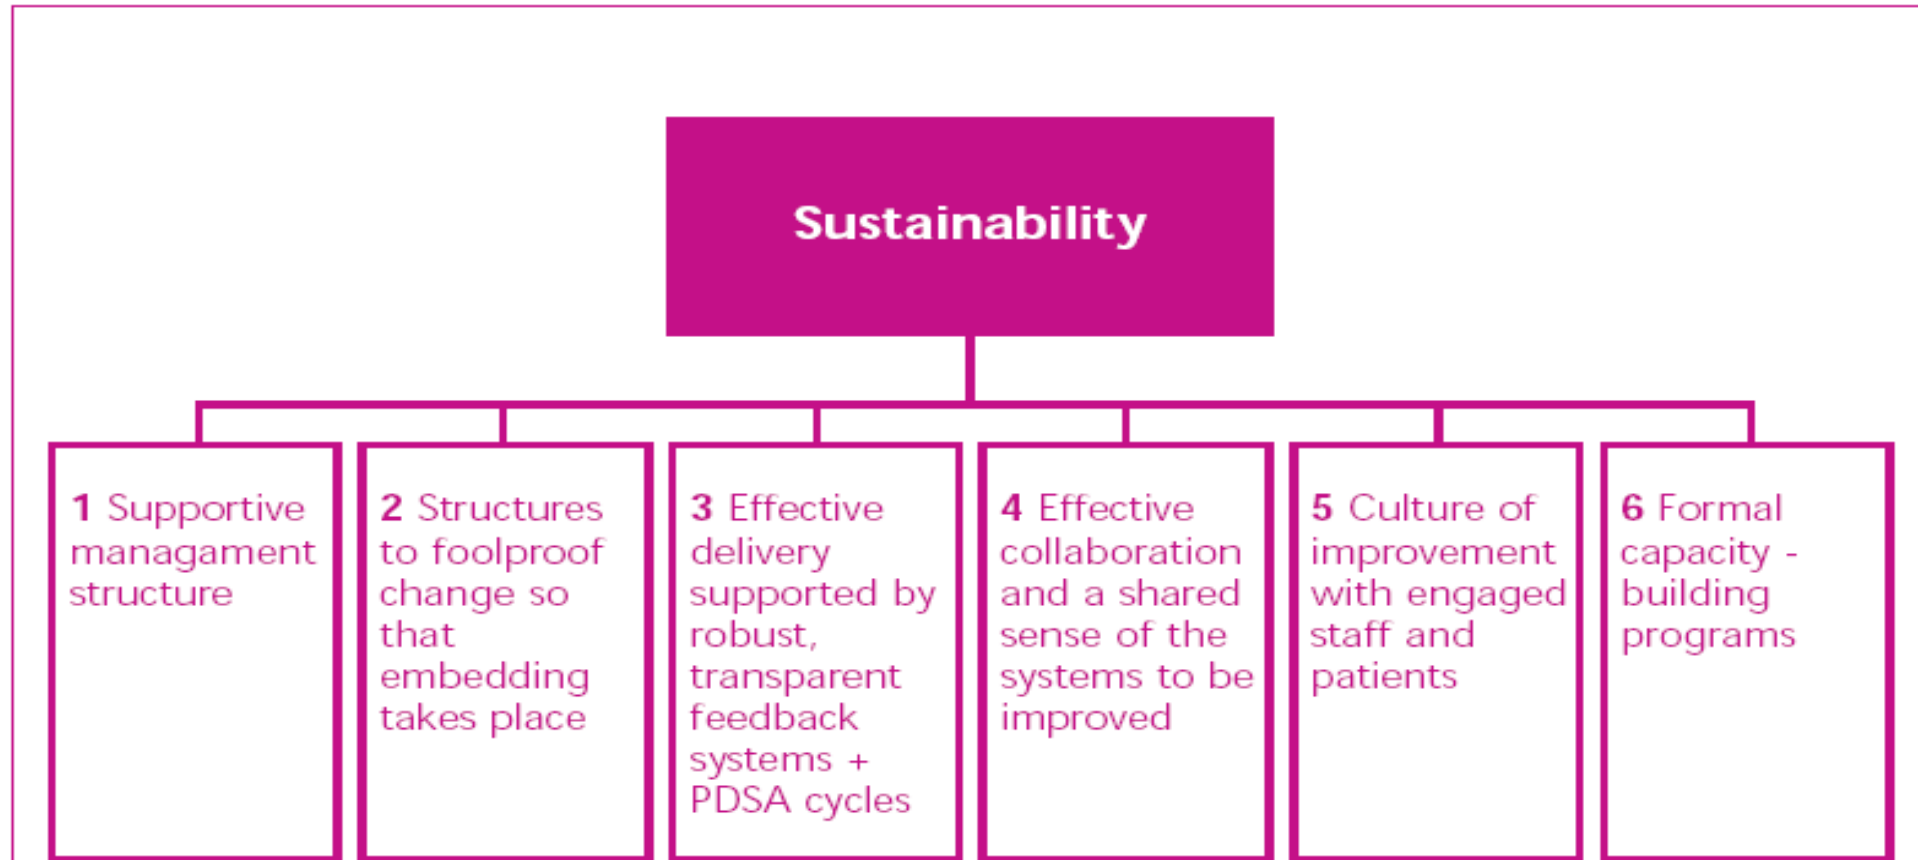 Sustainability
1 Supportive
managament
structure
2 Structures
to foolproof
change so
that
embedding
takes place
3 Effective
delivery
supported by
robust,
transparent
feedback
systems +
PDSA cycles
4 Effective
collaboration
and a shared
sense of the
systems to be
improved
5 Culture of
improvement
with engaged
staff and
patients
6 Formal
capacity -
building
programs